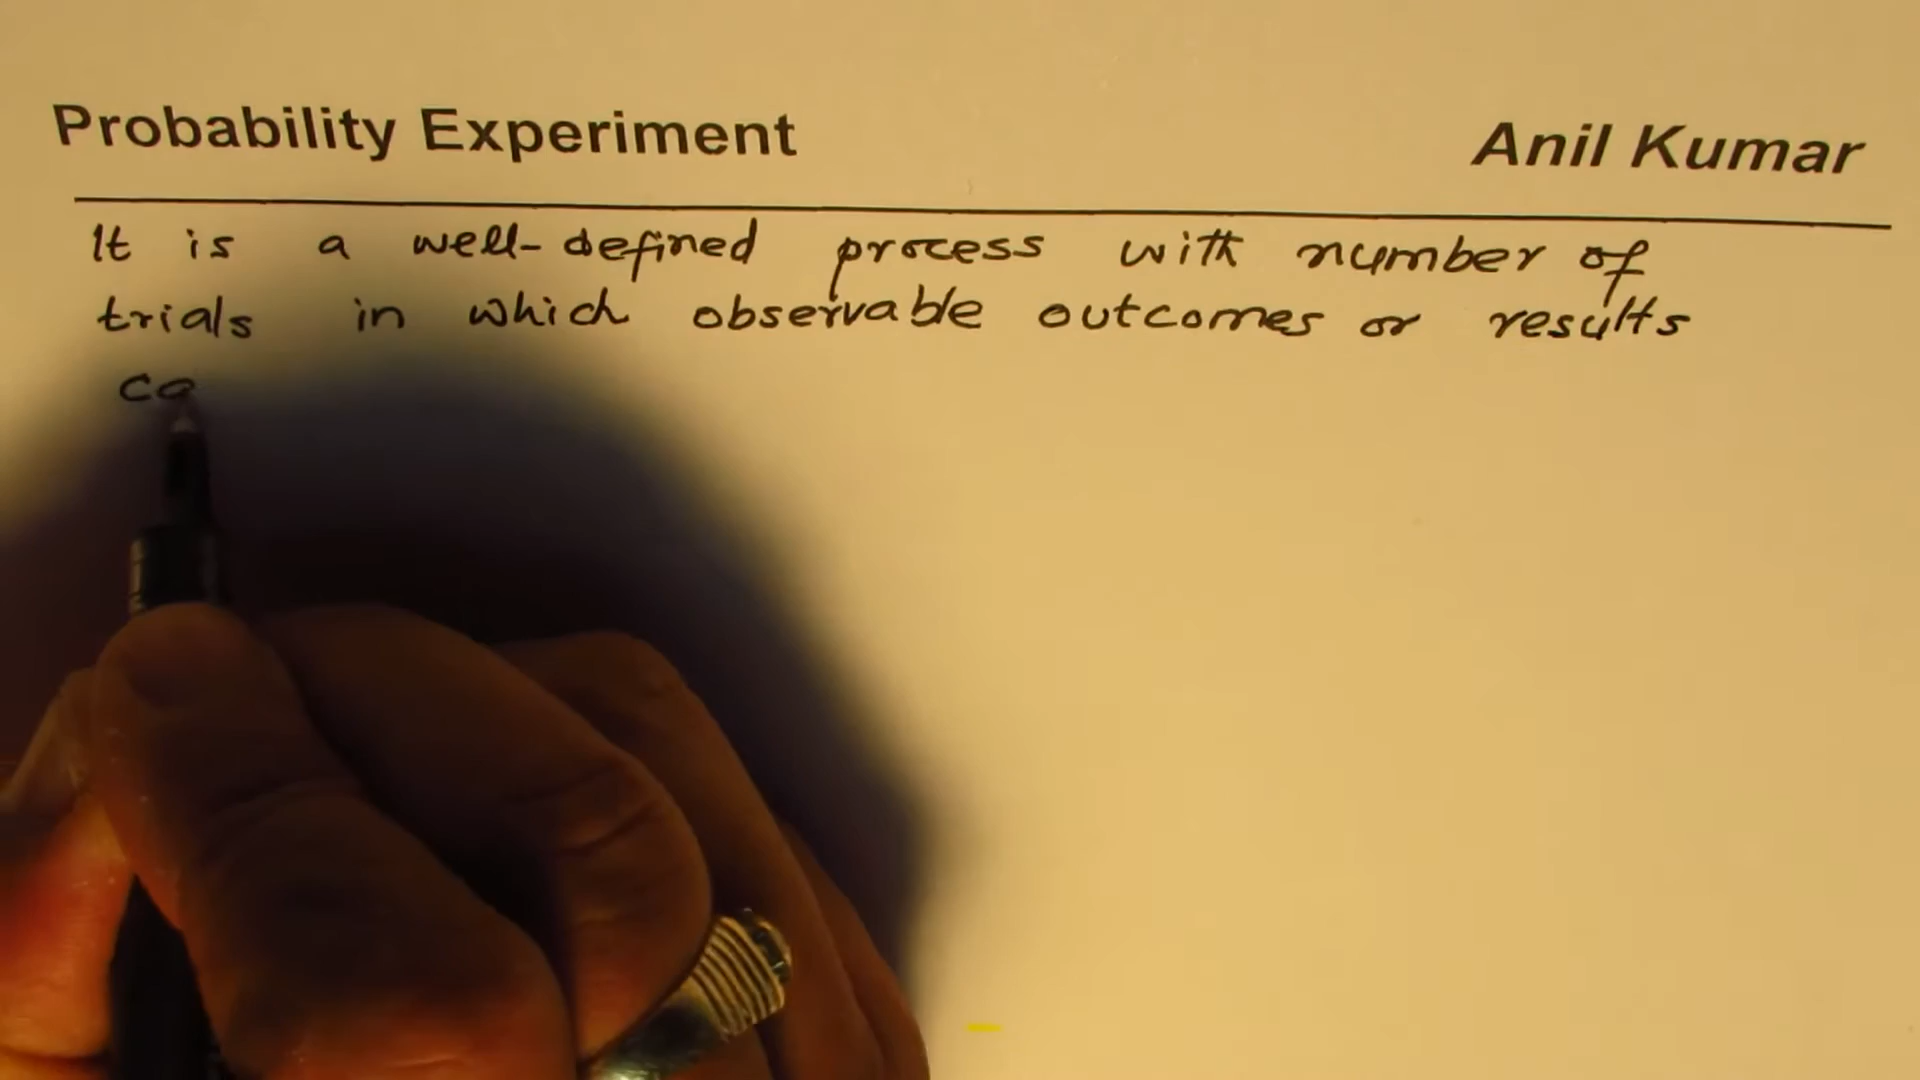 Probability Experiment
Anil Kumar
It is a well-defined process with number of
trials in which observable outcomes or results
ca